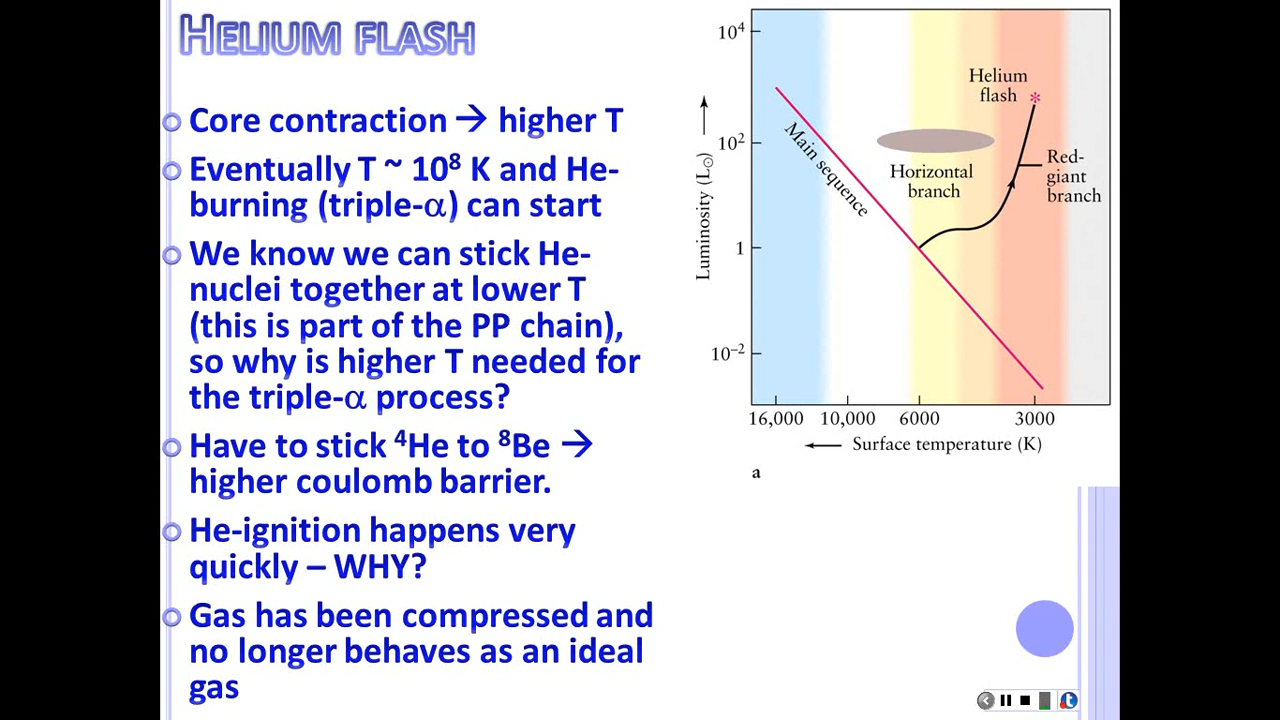 HELIUM FLASH
Core contraction → higher T
Eventually T ~ 10⁸ K and He-
burning (triple-α) can start
We know we can stick He-
nuclei together at lower T
(this is part of the PP chain),
so why is higher T needed for
the triple-α process?
Have to stick ⁴He to ⁸Be →
higher coulomb barrier.
He-ignition happens very
quickly – WHY?
Gas has been compressed and
no longer behaves as an ideal
gas
10⁴
10²
1
10⁻²
Luminosity (L☉) →
Helium
flash
Main sequence
Horizontal
branch
Red-
giant
branch
16,000 10,000 6000 3000
← Surface temperature (K)
a